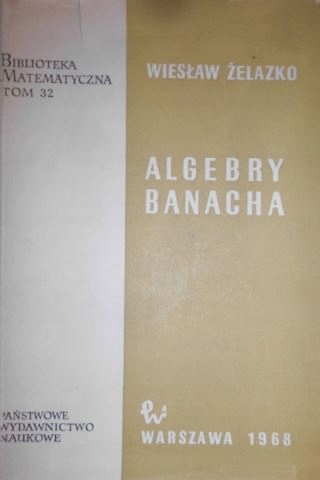 BIBLIOTEKA
MATEMATYCZNA
TOM 32
WIESŁAW ŻELAZKO
ALGEBRY
BANACHA
PAŃSTWOWE
WYDAWNICTWO
NAUKOWE
WARSZAWA 1968